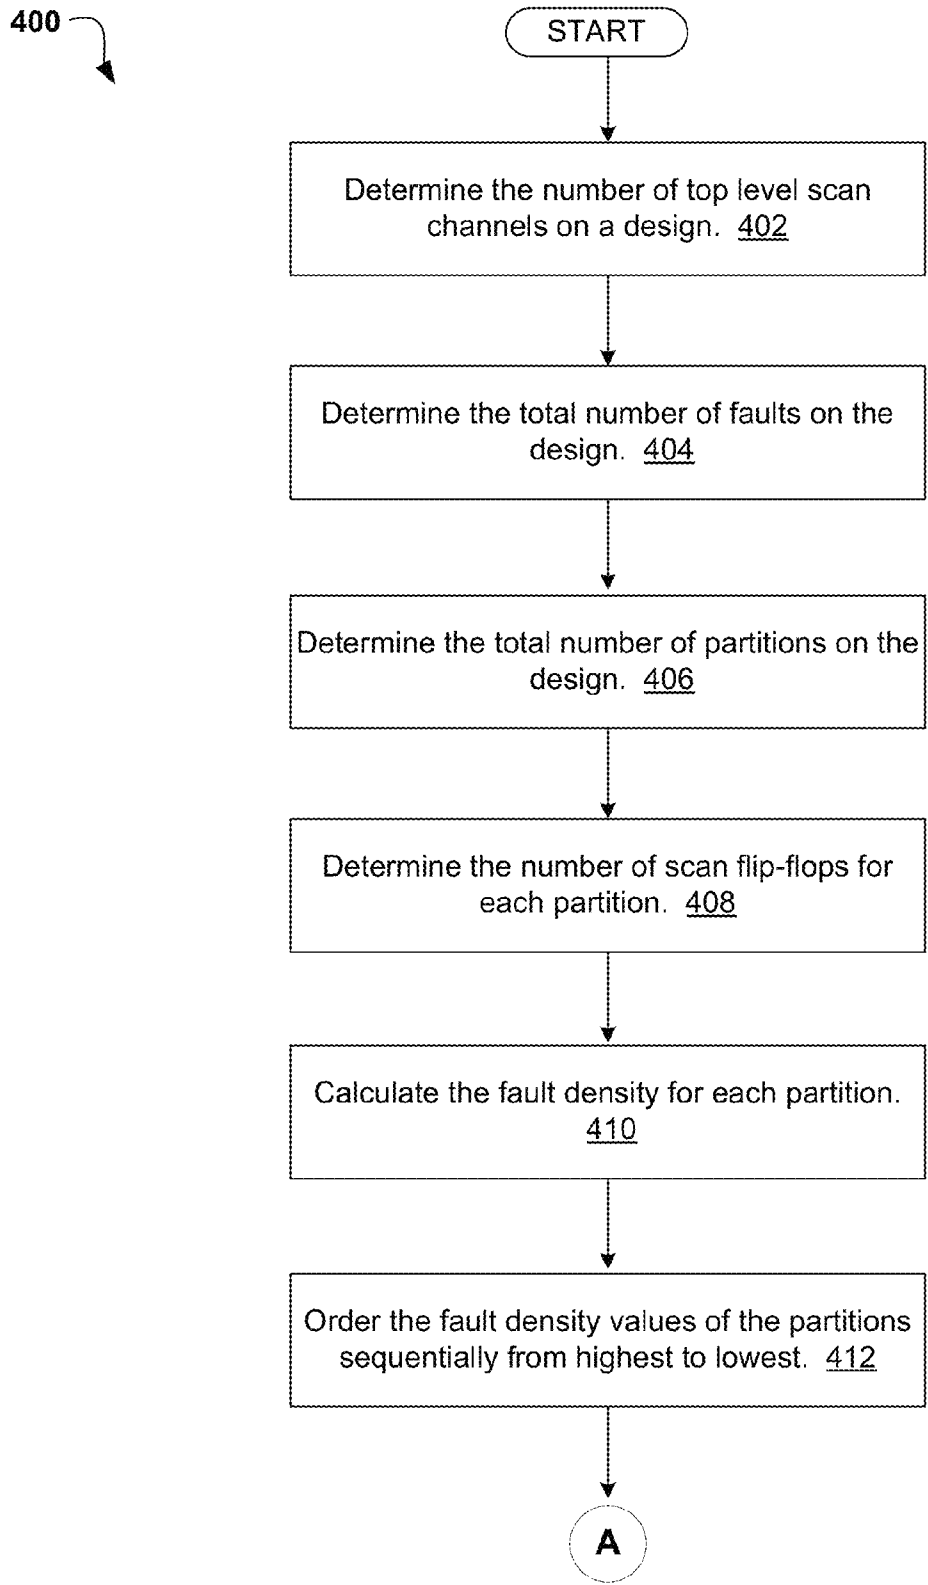 400
START
Determine the number of top level scan
channels on a design. 402
Determine the total number of faults on the
design. 404
Determine the total number of partitions on the
design. 406
Determine the number of scan flip-flops for
each partition. 408
Calculate the fault density for each partition.
410
Order the fault density values of the partitions
sequentially from highest to lowest. 412
A